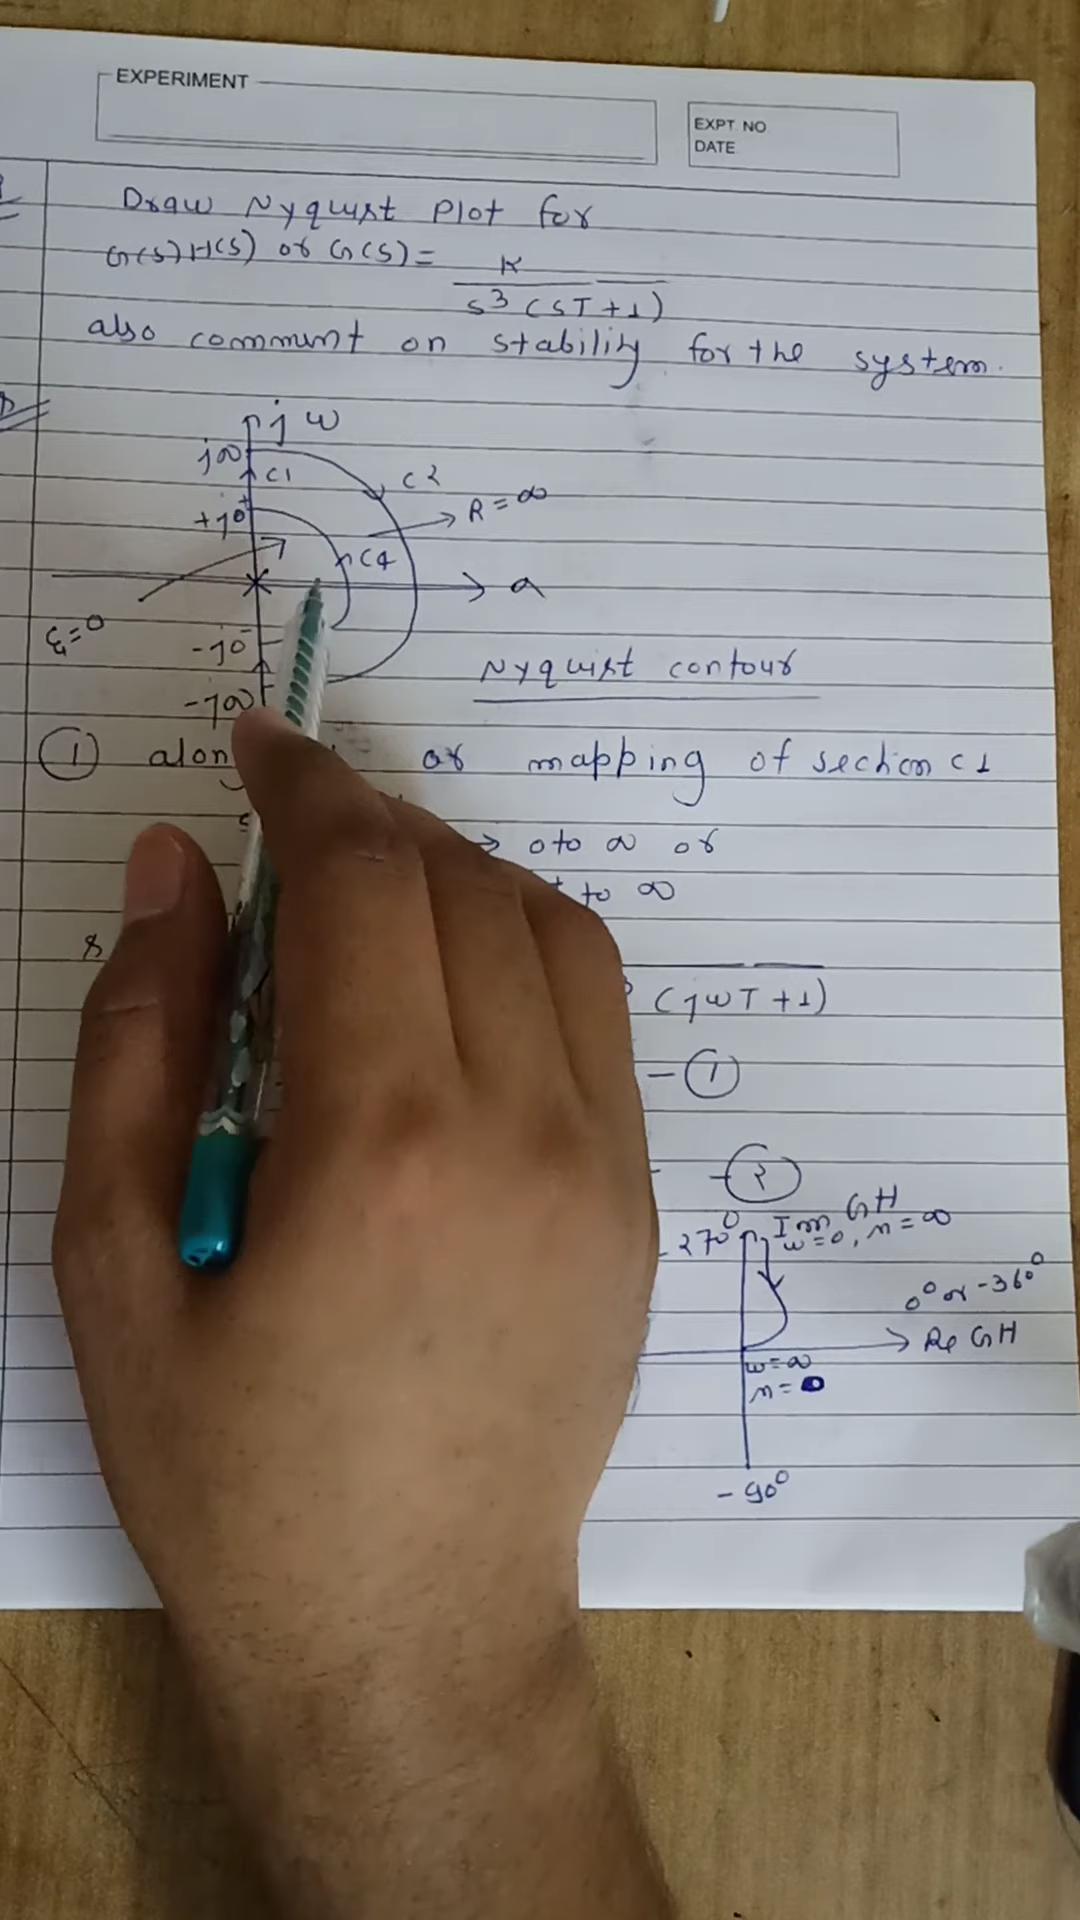 EXPERIMENT
EXPT. NO.
DATE
Draw Nyquist Plot for
G(s)H(s) or G(s) = K
s³(sT+1)
also comment on stability for the system.
jω
j∞
C1
C2
R = ∞
+j0⁺
C4
σ
ε = 0
-j0⁻
-j∞
Nyquist contour
① along or mapping of section C1
→ 0 to ∞ or
to ∞
(jωT+1)
- ①
- ②
-270° Im GH
ω=0, M=∞
0° or -360°
Re GH
ω=∞
M=0
-90°